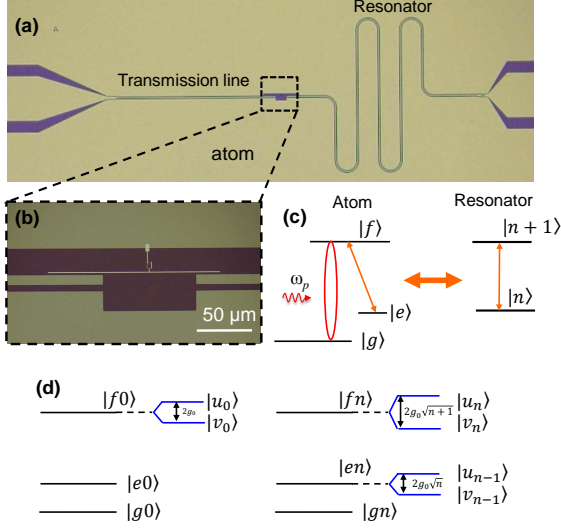 (a)
Resonator
A
Transmission line
atom
(b)
50 µm
(c)
Atom
Resonator
|f⟩
|n + 1⟩
ω_p
|e⟩
|n⟩
|g⟩
(d)
|f0⟩
2g₀
|u₀⟩
|v₀⟩
|e0⟩
|g0⟩
|fn⟩
2g₀√n+1
|uₙ⟩
|vₙ⟩
|en⟩
2g₀√n
|uₙ₋₁⟩
|vₙ₋₁⟩
|gn⟩